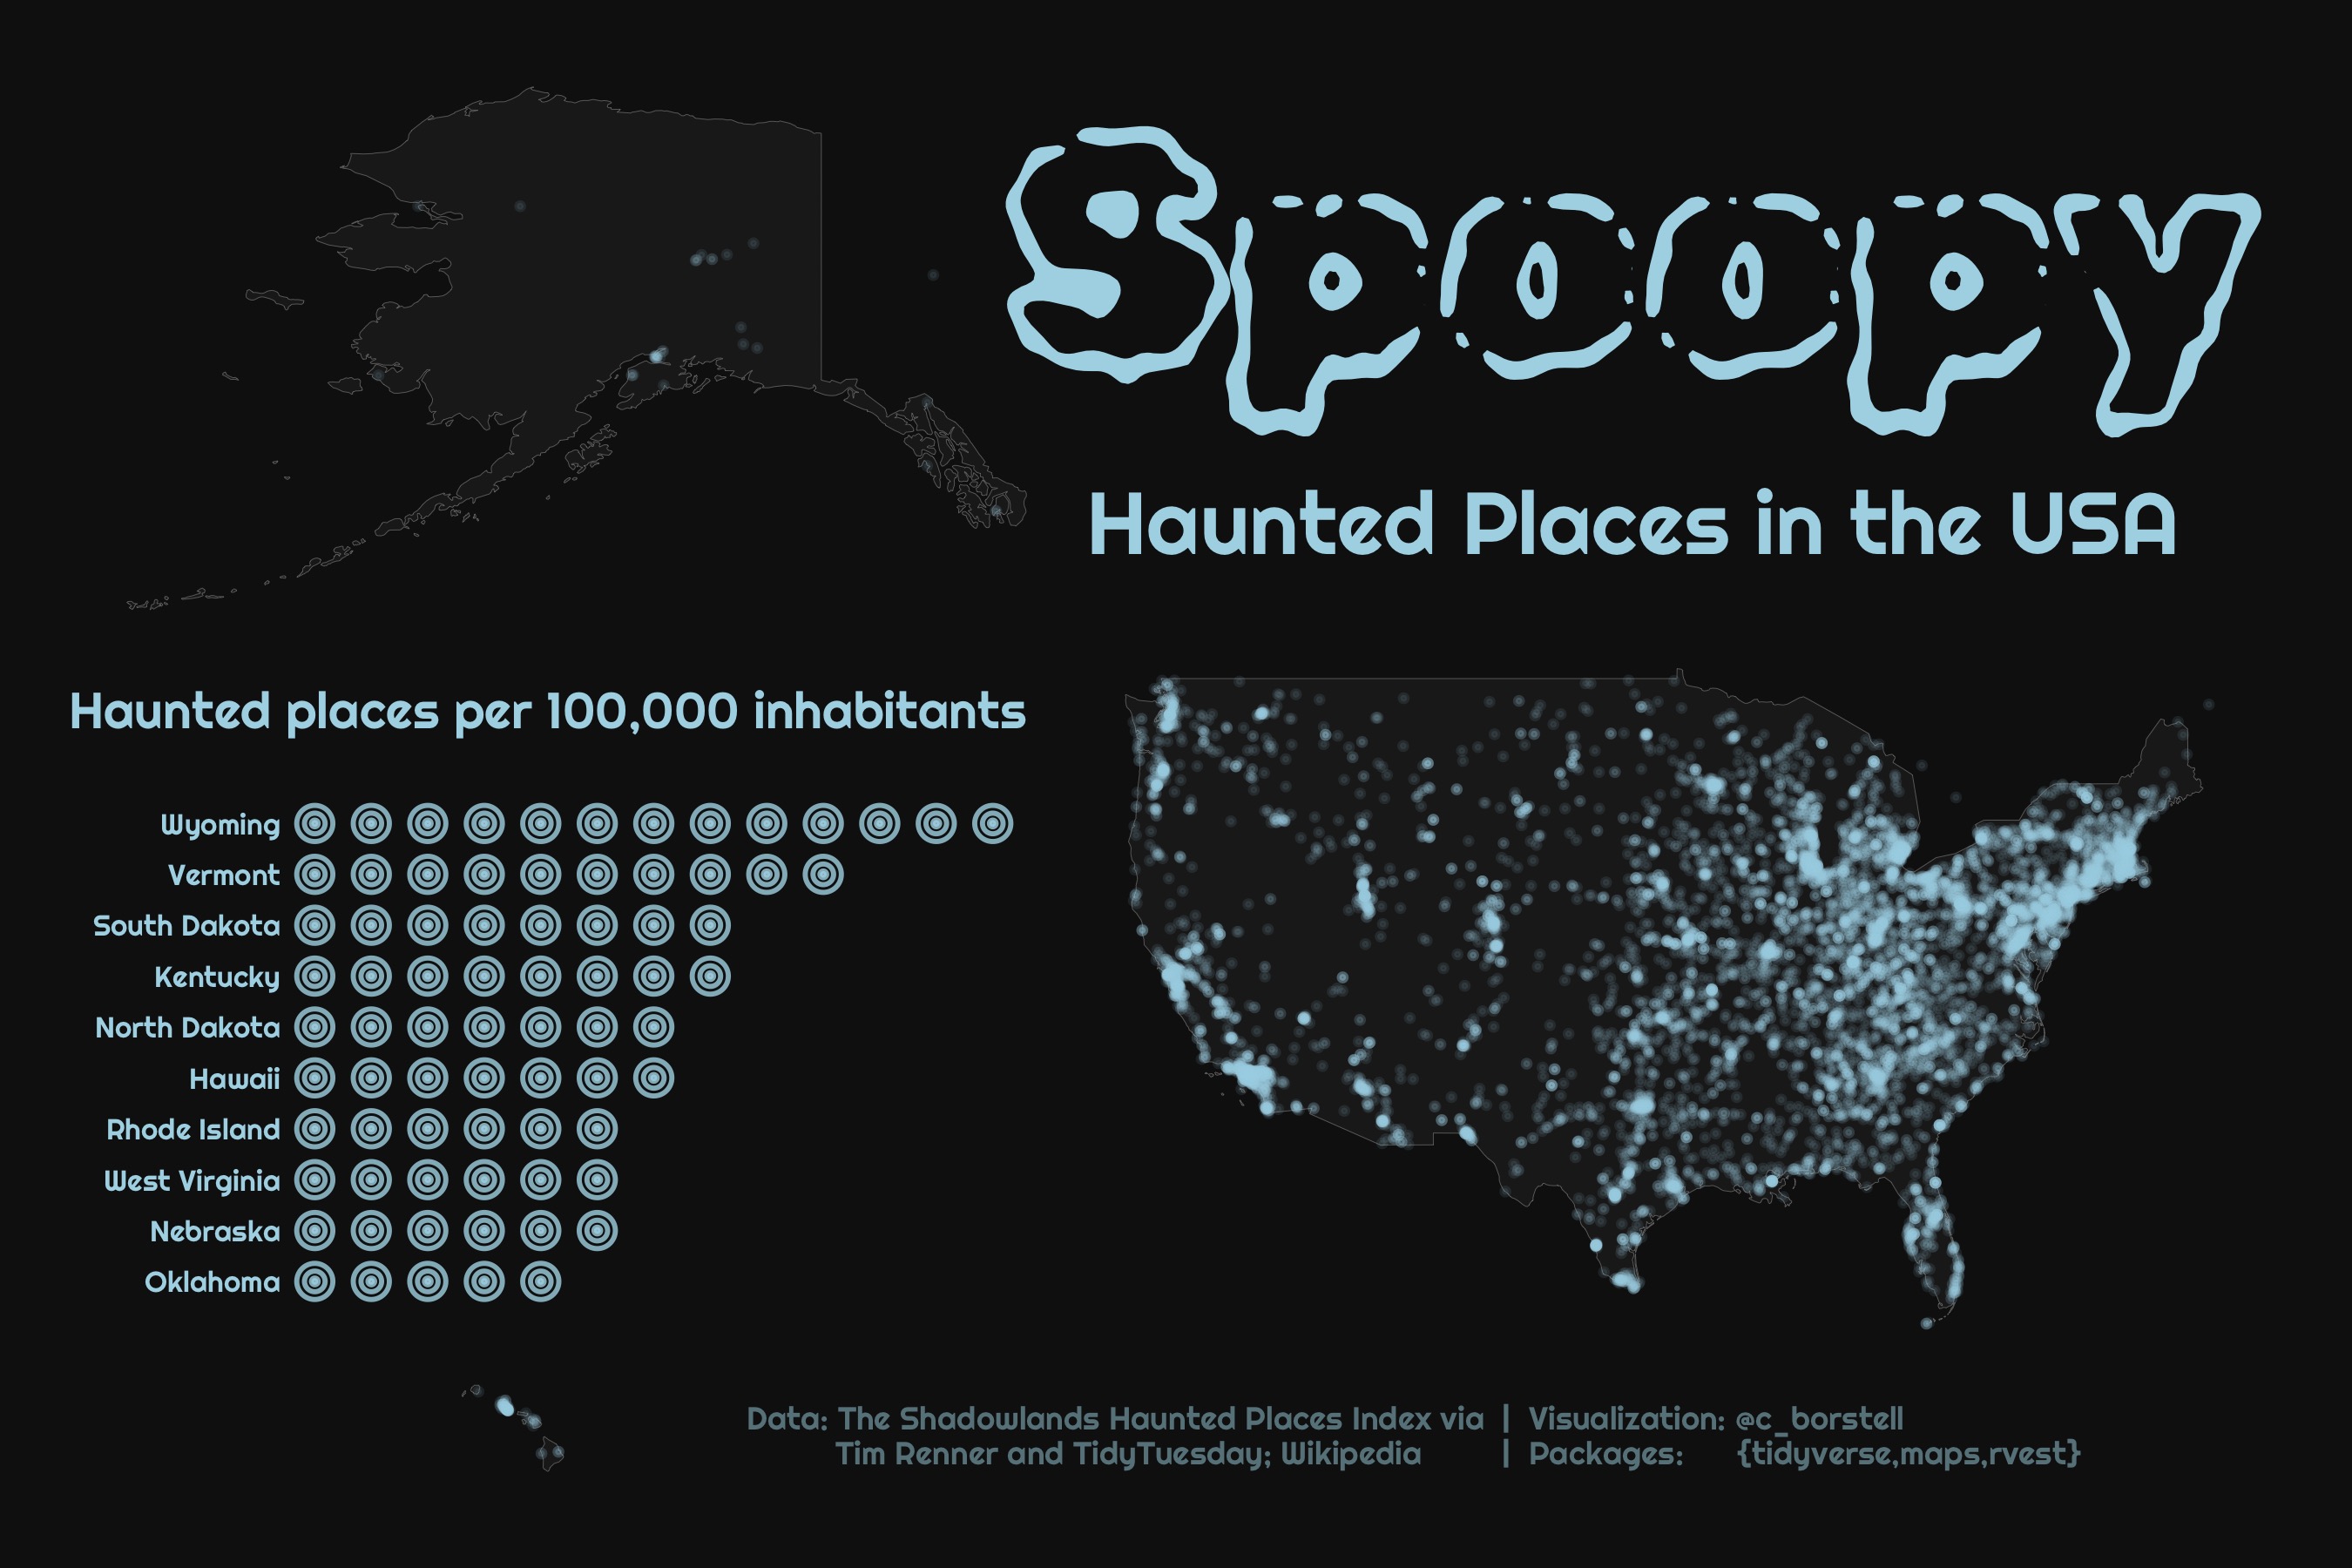 Spoopy
Haunted Places in the USA
Haunted places per 100,000 inhabitants
Wyoming
Vermont
South Dakota
Kentucky
North Dakota
Hawaii
Rhode Island
West Virginia
Nebraska
Oklahoma
Data: The Shadowlands Haunted Places Index via | Visualization: @c_borstell
Tim Renner and TidyTuesday; Wikipedia | Packages: {tidyverse,maps,rvest}